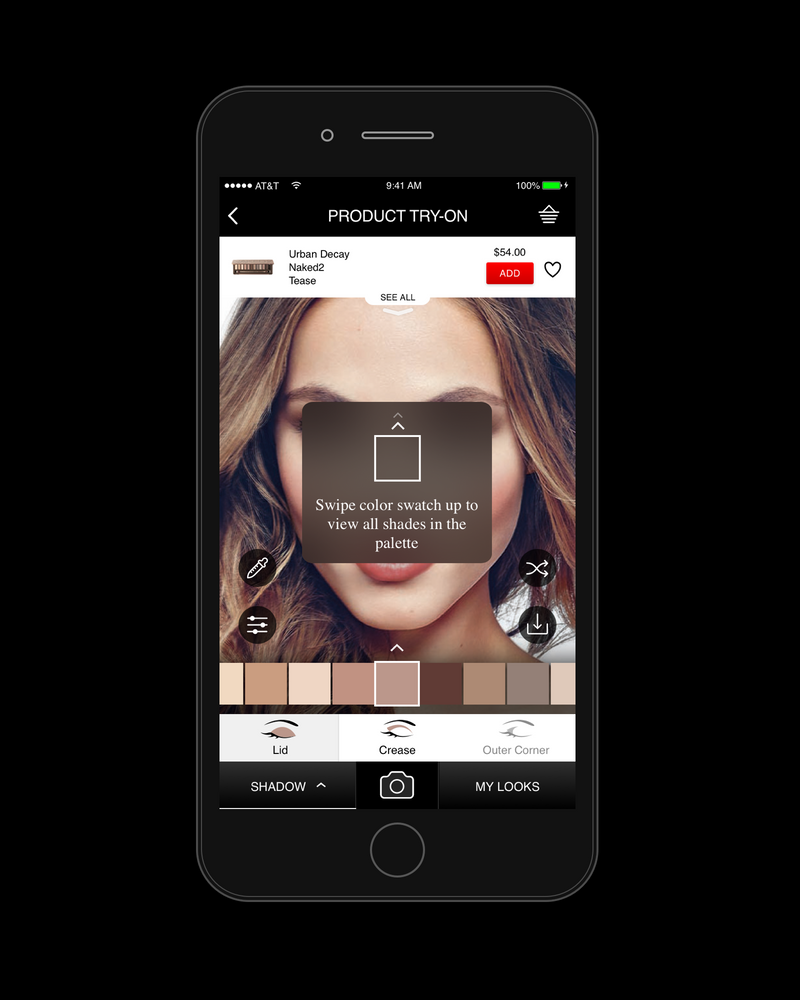 AT&T
9:41 AM
100%
PRODUCT TRY-ON
Urban Decay
Naked2
Tease
$54.00
ADD
SEE ALL
Swipe color swatch up to
view all shades in the
palette
Lid
Crease
Outer Corner
SHADOW
MY LOOKS